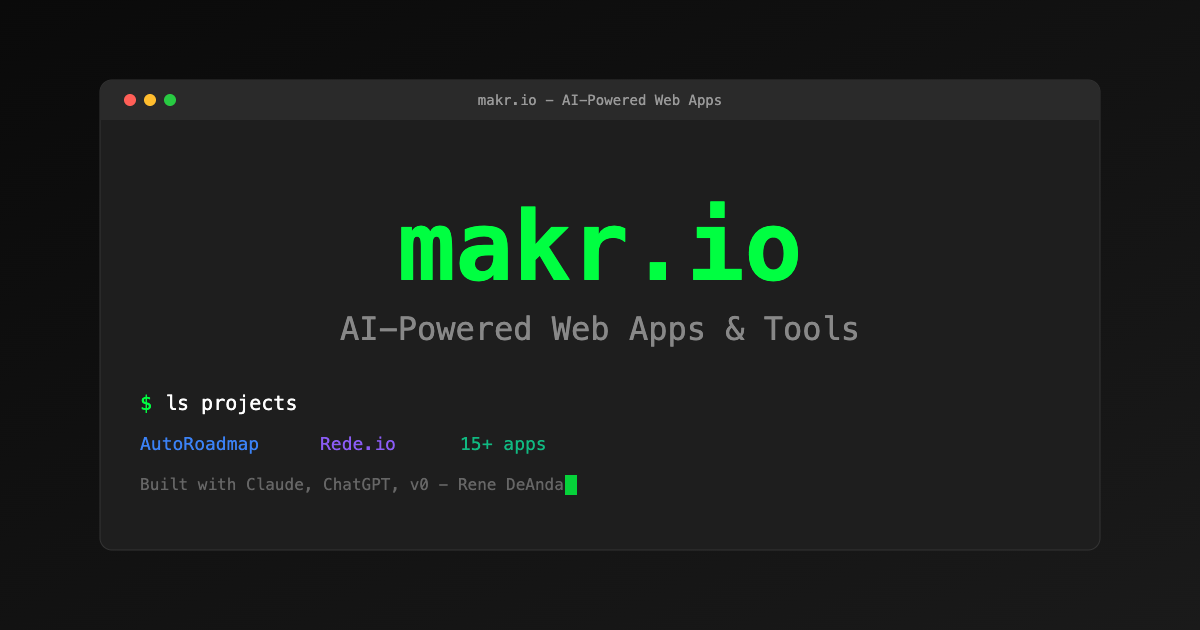 makr.io — AI-Powered Web Apps
makr.io
AI-Powered Web Apps & Tools
$ ls projects
AutoRoadmap Rede.io 15+ apps
Built with Claude, ChatGPT, v0 — Rene DeAnda